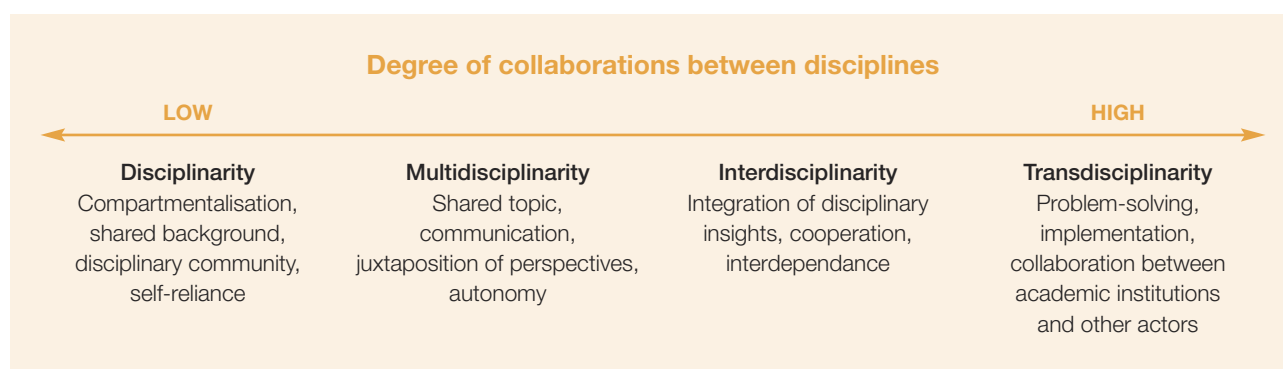 Degree of collaborations between disciplines
LOW
HIGH
Disciplinarity
Compartmentalisation,
shared background,
disciplinary community,
self-reliance
Multidisciplinarity
Shared topic,
communication,
juxtaposition of perspectives,
autonomy
Interdisciplinarity
Integration of disciplinary
insights, cooperation,
interdependance
Transdisciplinarity
Problem-solving,
implementation,
collaboration between
academic institutions
and other actors